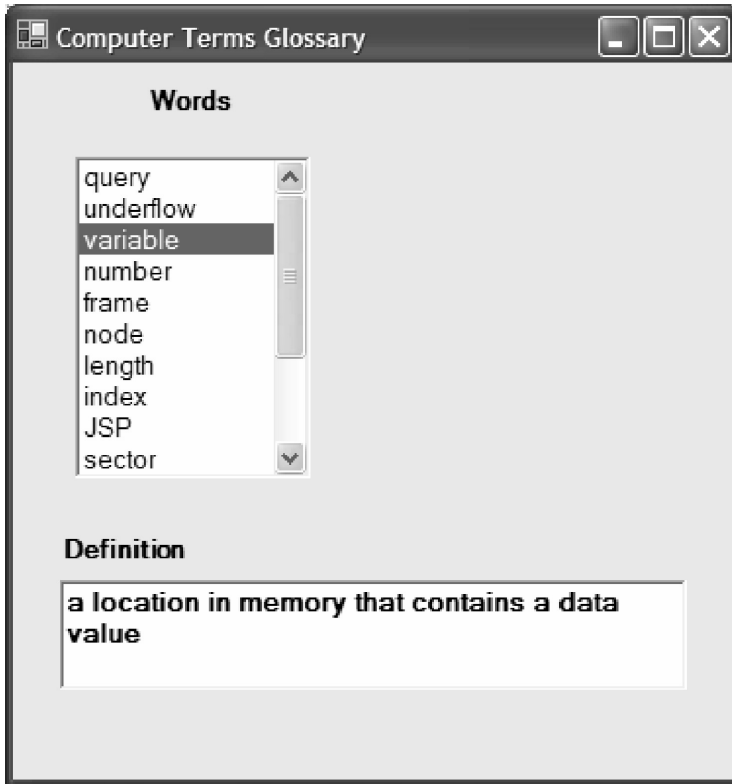 Computer Terms Glossary
Words
query
underflow
variable
number
frame
node
length
index
JSP
sector
Definition
a location in memory that contains a data
value